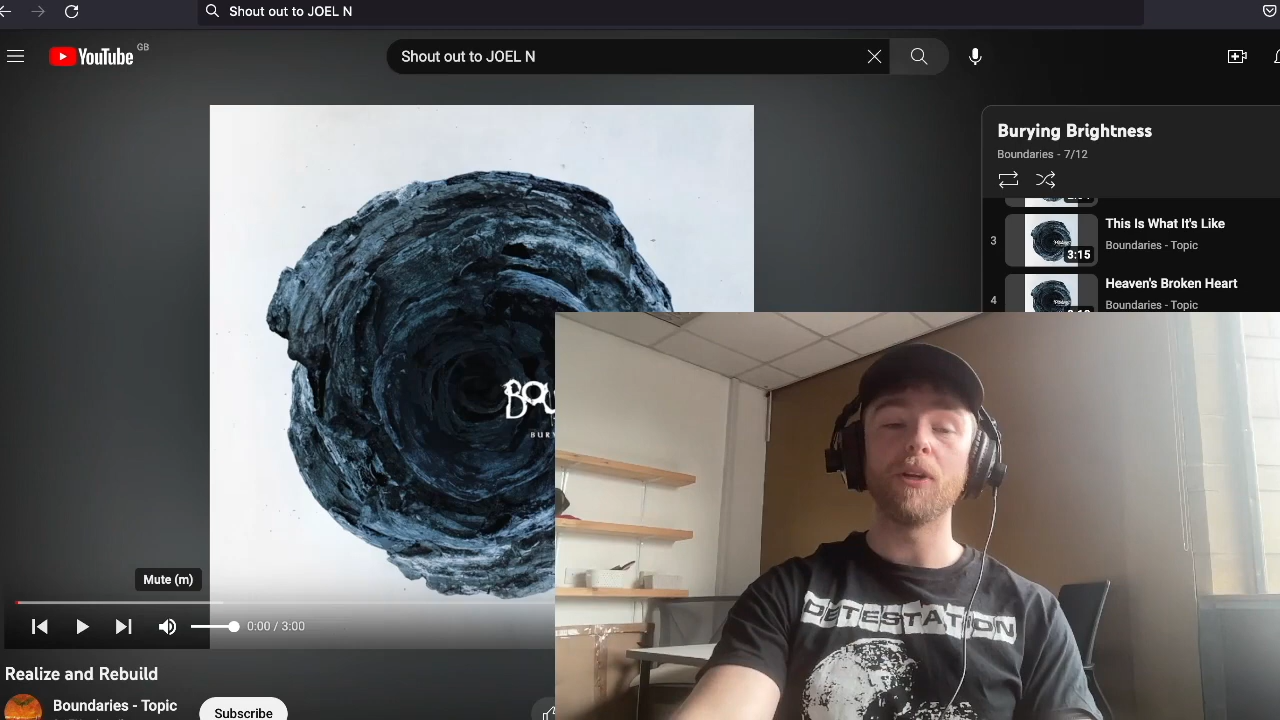 Shout out to JOEL N
YouTube GB
Shout out to JOEL N
Burying Brightness
Boundaries - 7/12
3
3:15
This Is What It's Like
Boundaries - Topic
4
Heaven's Broken Heart
Boundaries - Topic
BOU
BURY
Mute (m)
0:00 / 3:00
DETESTATION
Realize and Rebuild
Boundaries - Topic
Subscribe